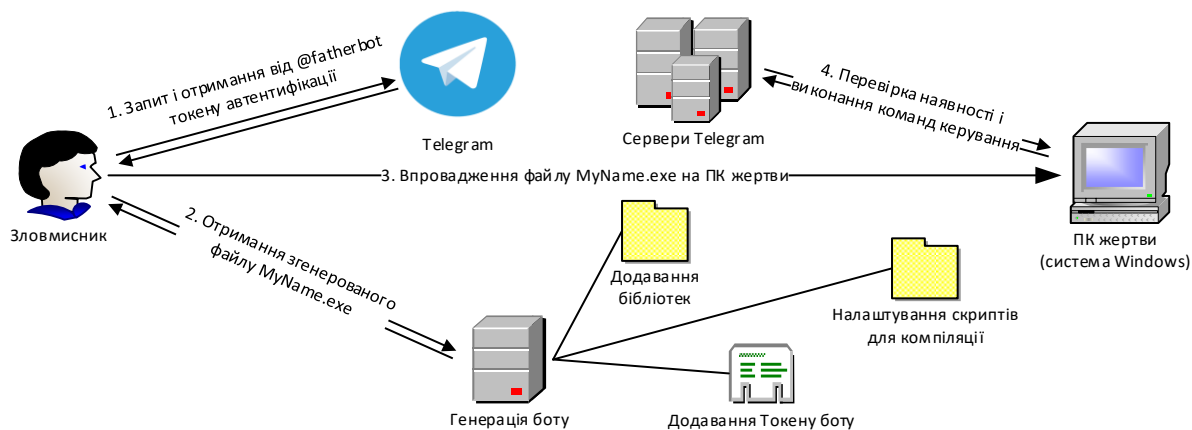 1. Запит і отримання від @fatherbot
токену автентифікації
Telegram
Сервери Telegram
4. Перевірка наявності і
виконання команд керування
Зловмисник
3. Впровадження файлу MyName.exe на ПК жертви
ПК жертви
(система Windows)
2. Отримання згенерованого
файлу MyName.exe
Додавання
бібліотек
Налаштування скриптів
для компіляції
Генерація боту
Додавання Токену боту